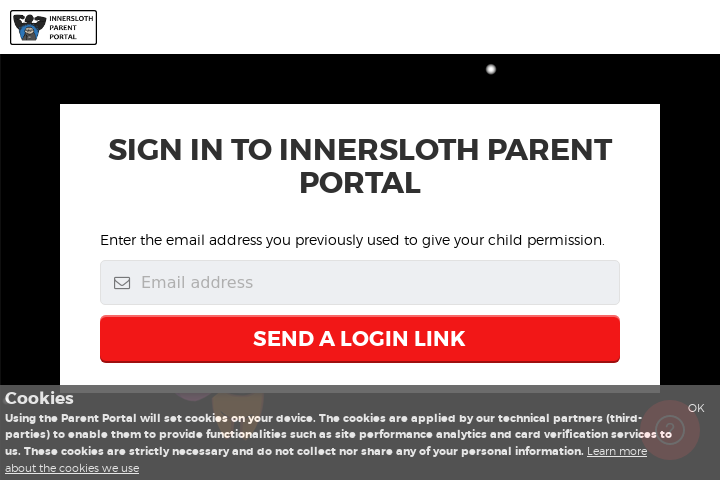 INNERSLOTH
PARENT
PORTAL
SIGN IN TO INNERSLOTH PARENT
PORTAL
Enter the email address you previously used to give your child permission.
Email address
SEND A LOGIN LINK
Cookies
OK
Using the Parent Portal will set cookies on your device. The cookies are applied by our technical partners (third-
parties) to enable them to provide functionalities such as site performance analytics and card verification services to
us. These cookies are strictly necessary and do not collect nor share any of your personal information. Learn more
about the cookies we use
?